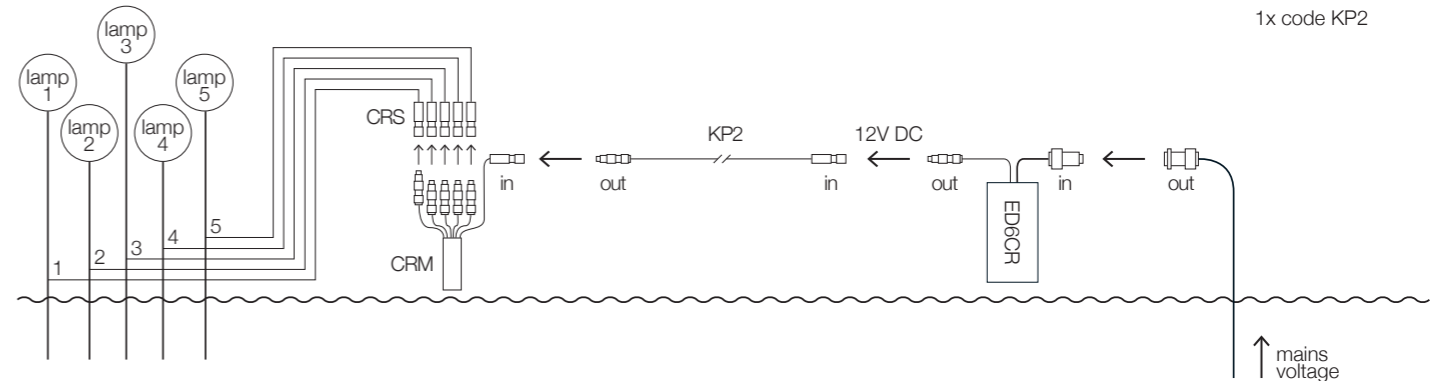 1x code KP2
lamp
1
lamp
2
lamp
3
lamp
4
lamp
5
1
2
3
4
5
CRS
CRM
in
out
KP2
in
12V DC
out
ED6CR
in
out
mains
voltage